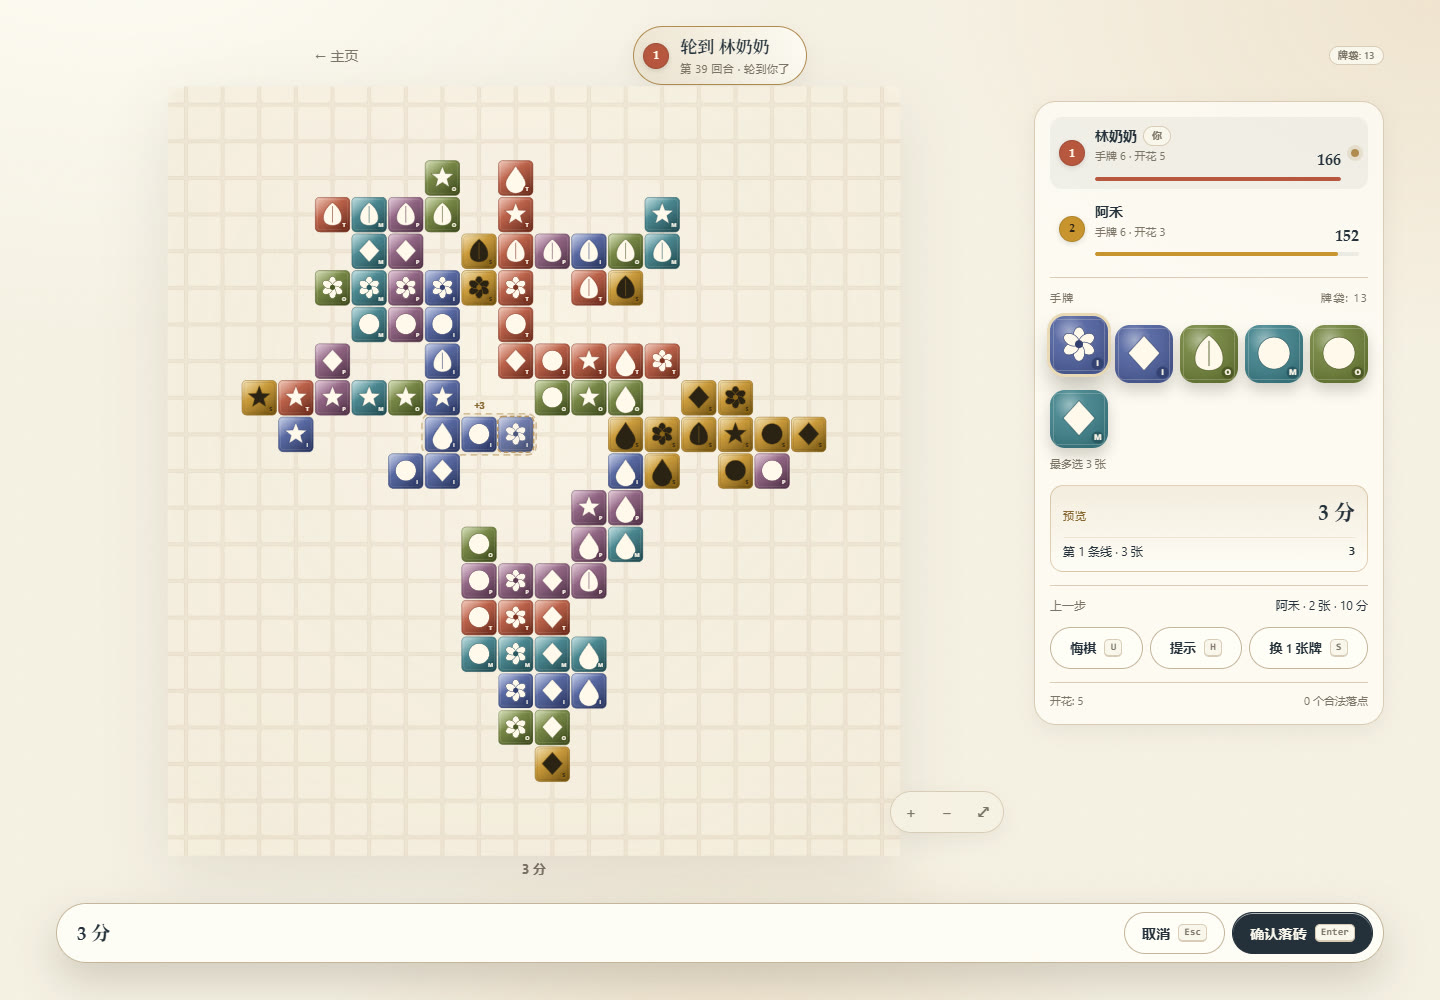 ← 主页
1
轮到 林奶奶
第 39 回合 · 轮到你了
牌袋: 13
+3
1
林奶奶 你
手牌 6 · 开花 5
166
2
阿禾
手牌 6 · 开花 3
152
手牌
牌袋: 13
I
I
O
M
O
M
最多选 3 张
预览
3 分
第 1 条线 · 3 张
3
上一步
阿禾 · 2 张 · 10 分
悔棋 U
提示 H
换 1 张牌 S
开花: 5
0 个合法落点
+ −
3 分
3 分
取消 Esc
确认落砖 Enter